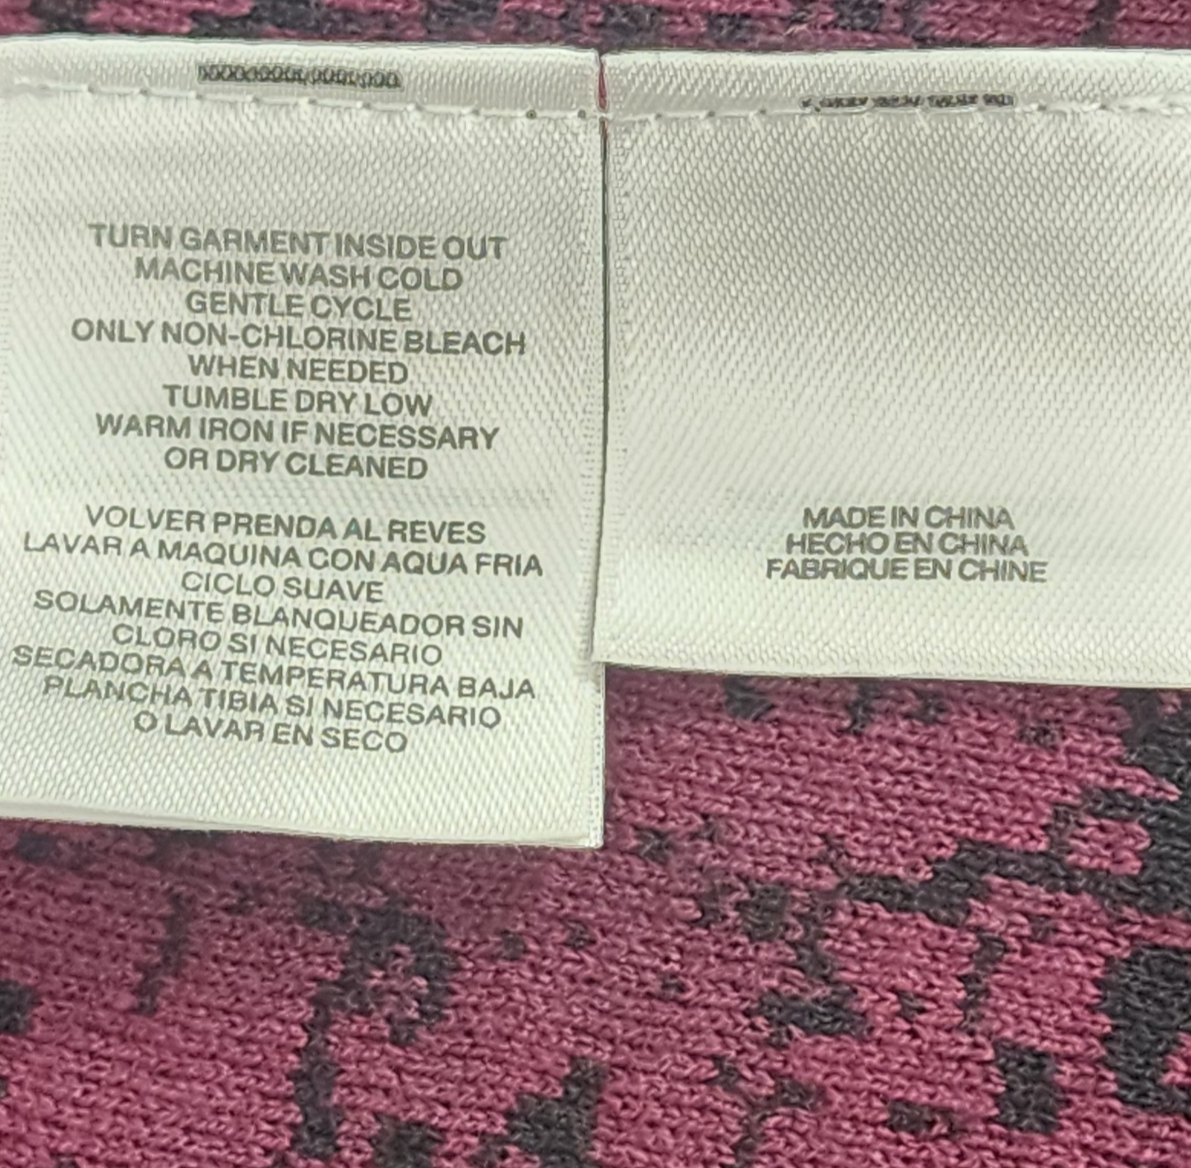 TURN GARMENT INSIDE OUT
MACHINE WASH COLD
GENTLE CYCLE
ONLY NON-CHLORINE BLEACH
WHEN NEEDED
TUMBLE DRY LOW
WARM IRON IF NECESSARY
OR DRY CLEANED
VOLVER PRENDA AL REVES
LAVAR A MAQUINA CON AQUA FRIA
CICLO SUAVE
SOLAMENTE BLANQUEADOR SIN
CLORO SI NECESARIO
SECADORA A TEMPERATURA BAJA
PLANCHA TIBIA SI NECESARIO
O LAVAR EN SECO
MADE IN CHINA
HECHO EN CHINA
FABRIQUE EN CHINE